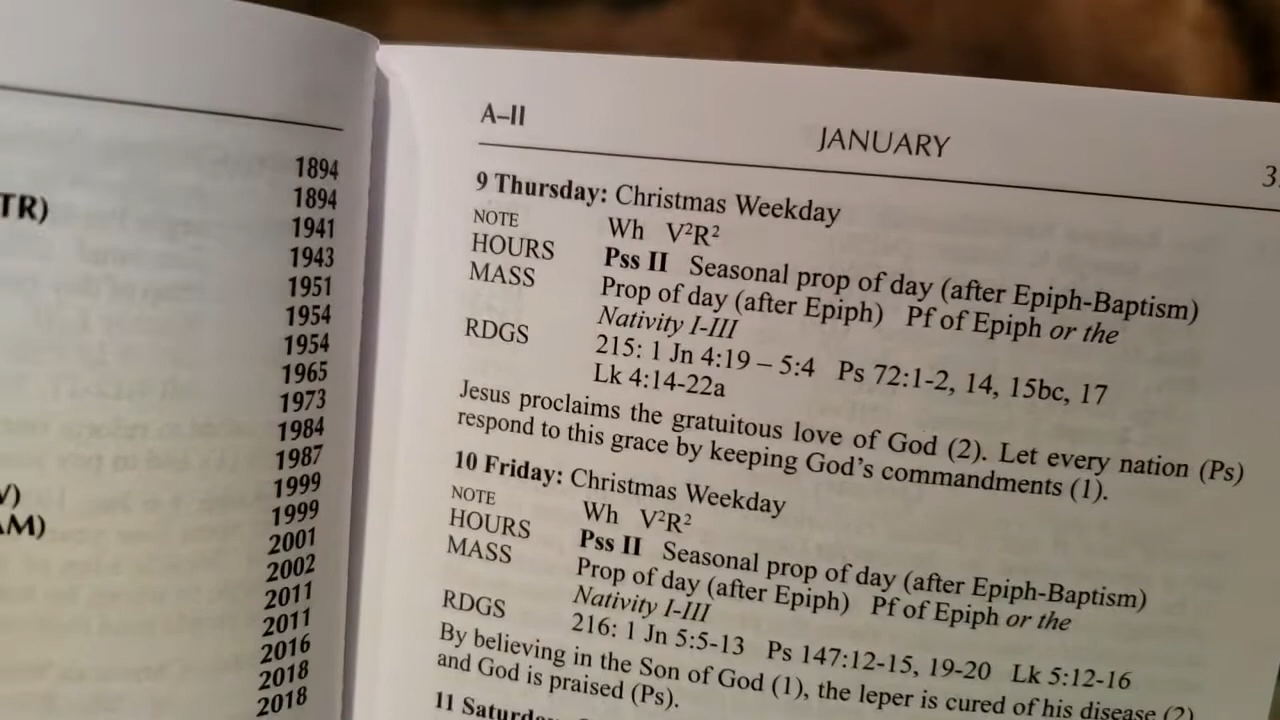 1894
TR) 1894
1941
1943
1951
1954
1954
1965
1973
1984
1987
1999
1999
2001
2002
2011
2011
2016
2018
2018
A–II JANUARY
9 Thursday: Christmas Weekday
NOTE Wh V²R²
HOURS Pss II Seasonal prop of day (after Epiph-Baptism)
MASS Prop of day (after Epiph) Pf of Epiph or the
Nativity I-III
RDGS 215: 1 Jn 4:19 – 5:4 Ps 72:1-2, 14, 15bc, 17
Lk 4:14-22a
Jesus proclaims the gratuitous love of God (2). Let every nation (Ps)
respond to this grace by keeping God's commandments (1).
10 Friday: Christmas Weekday
NOTE Wh V²R²
HOURS Pss II Seasonal prop of day (after Epiph-Baptism)
MASS Prop of day (after Epiph) Pf of Epiph or the
Nativity I-III
RDGS 216: 1 Jn 5:5-13 Ps 147:12-15, 19-20 Lk 5:12-16
By believing in the Son of God (1), the leper is cured of his disease (2)
and God is praised (Ps).
11 Saturday: